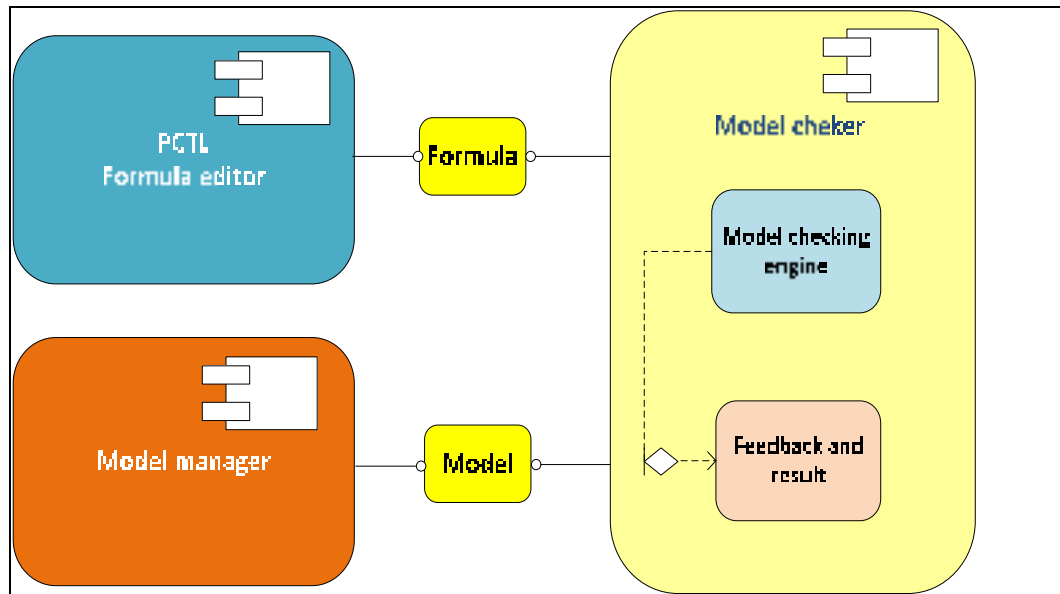 PCTL
Formula editor
Formula
Model cheker
Model checking
engine
Model manager
Model
Feedback and
result